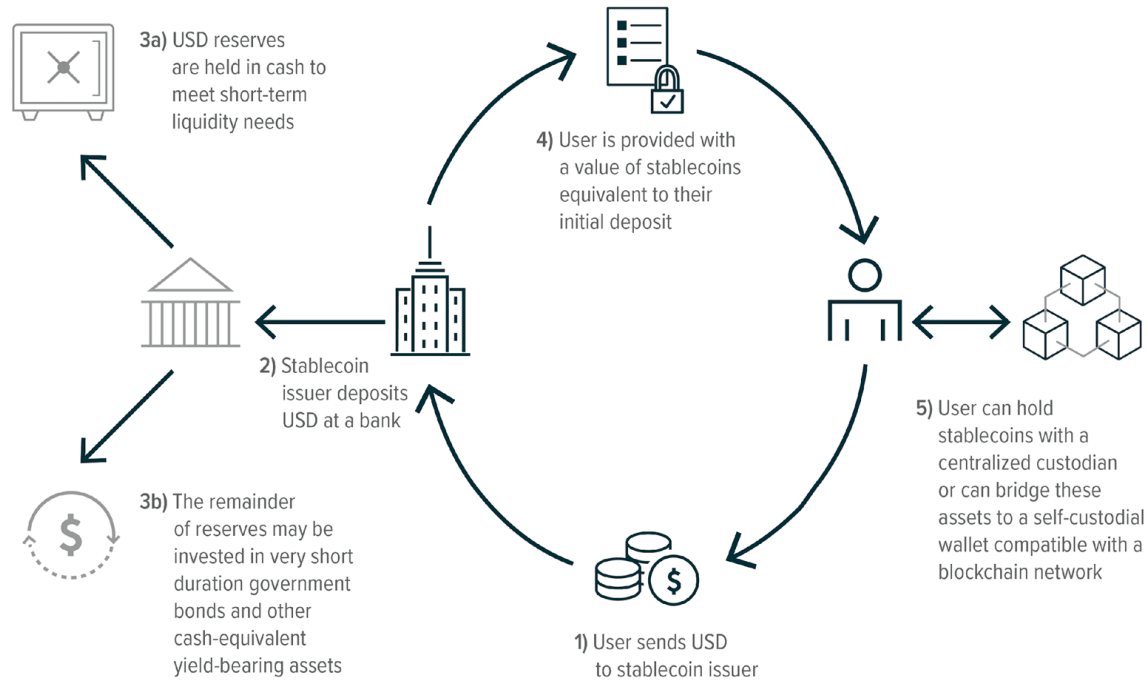 3a) USD reserves
are held in cash to
meet short-term
liquidity needs
4) User is provided with
a value of stablecoins
equivalent to their
initial deposit
2) Stablecoin
issuer deposits
USD at a bank
5) User can hold
stablecoins with a
centralized custodian
or can bridge these
assets to a self-custodial
wallet compatible with a
blockchain network
$
3b) The remainder
of reserves may be
invested in very short
duration government
bonds and other
cash-equivalent
yield-bearing assets
$
1) User sends USD
to stablecoin issuer